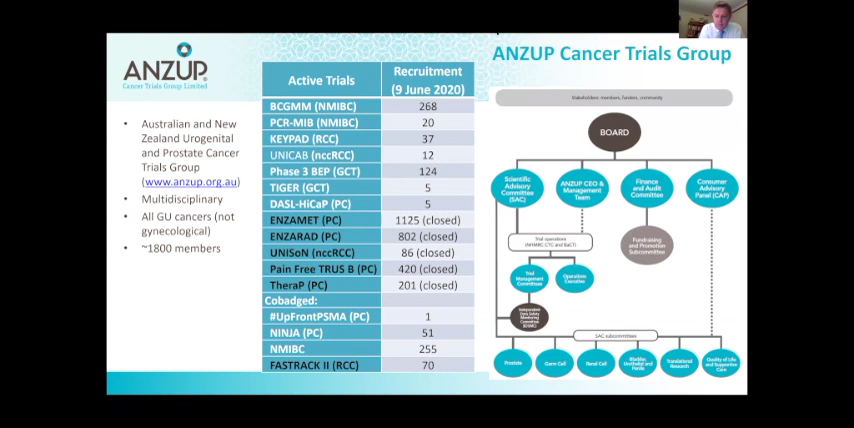 ANZUP Cancer Trials Group
ANZUP
Cancer Trials Group Limited
• Australian and New
Zealand Urogenital
and Prostate Cancer
Trials Group
(www.anzup.org.au)
• Multidisciplinary
• All GU cancers (not
gynecological)
• ~1800 members
Active Trials Recruitment
(9 June 2020)
BCGMM (NMIBC) 268
PCR-MIB (NMIBC) 20
KEYPAD (RCC) 37
UNICAB (nccRCC) 12
Phase 3 BEP (GCT) 124
TIGER (GCT) 5
DASL-HiCaP (PC) 5
ENZAMET (PC) 1125 (closed)
ENZARAD (PC) 802 (closed)
UNISoN (nccRCC) 86 (closed)
Pain Free TRUS B (PC) 420 (closed)
TheraP (PC) 201 (closed)
Cobadged:
#UpFrontPSMA (PC) 1
NINJA (PC) 51
NMIBC 255
FASTRACK II (RCC) 70
Stakeholders: members, funders, community
BOARD
Scientific
Advisory
Committee
(SAC)
ANZUP CEO &
Management
Team
Finance
and Audit
Committee
Consumer
Advisory
Panel (CAP)
Trial operations
(NHMRC CTC and BaCT)
Fundraising and
Promotion
Subcommittee
Trial
Management
Committees
Operations
Executive
Independent
Data Safety
Monitoring
Committee
(IDSMC)
SAC subcommittees
Prostate
Germ Cell
Renal Cell
Bladder,
Urothelial and
Penile
Translational
Research
Quality of Life
and Supportive
Care